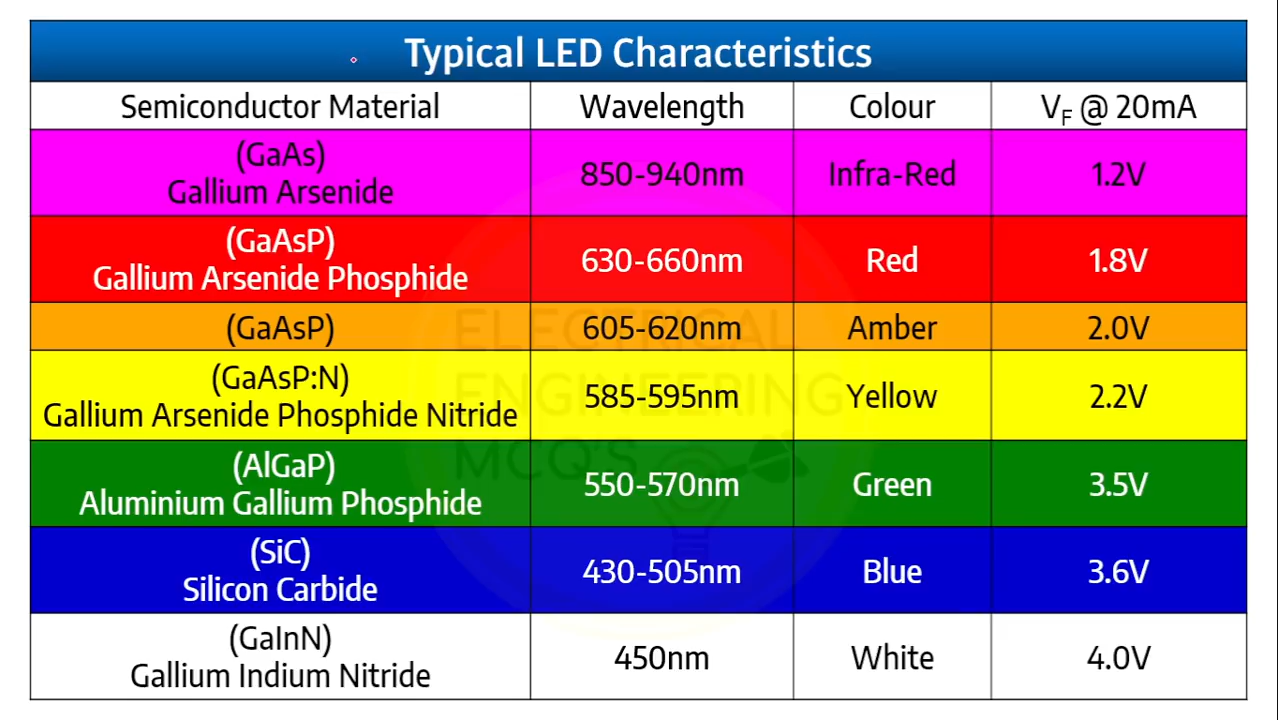 Typical LED Characteristics
Semiconductor Material Wavelength Colour VF @ 20mA
(GaAs)
Gallium Arsenide 850-940nm Infra-Red 1.2V
(GaAsP)
Gallium Arsenide Phosphide 630-660nm Red 1.8V
(GaAsP) 605-620nm Amber 2.0V
(GaAsP:N)
Gallium Arsenide Phosphide Nitride 585-595nm Yellow 2.2V
(AlGaP)
Aluminium Gallium Phosphide 550-570nm Green 3.5V
(SiC)
Silicon Carbide 430-505nm Blue 3.6V
(GaInN)
Gallium Indium Nitride 450nm White 4.0V
ELECTRICAL
ENGINEERING
MCQ'S